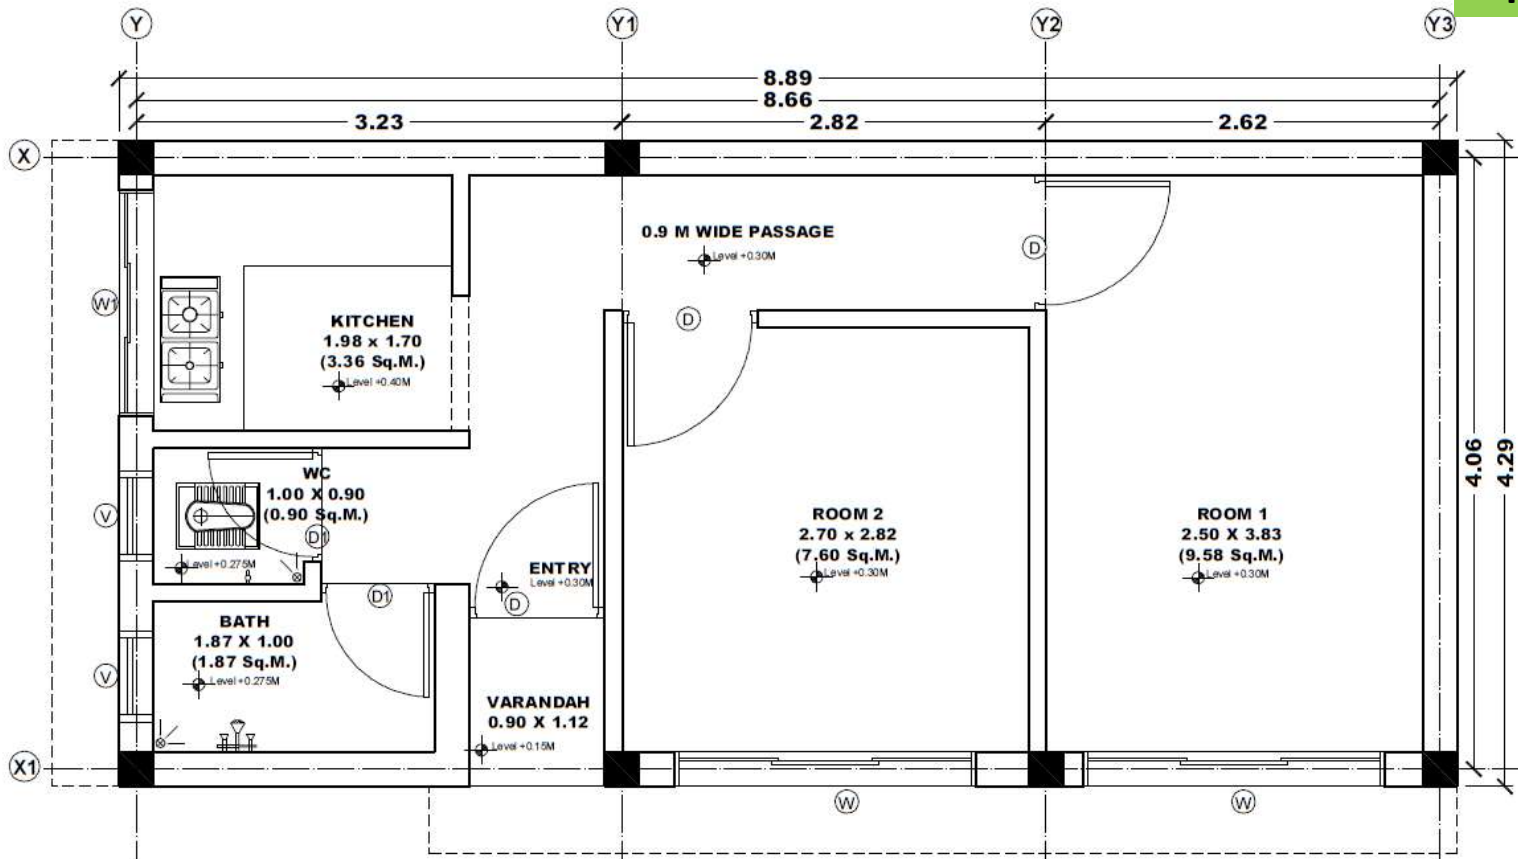 Y
Y1
Y2
Y3
8.89
8.66
3.23
2.82
2.62
X
0.9 M WIDE PASSAGE
Level +0.30M
D
W1
D
KITCHEN
1.98 x 1.70
(3.36 Sq.M.)
Level +0.40M
4.06
4.29
WC
1.00 X 0.90
(0.90 Sq.M.)
V
D1
Level +0.275M
ROOM 2
2.70 x 2.82
(7.60 Sq.M.)
Level +0.30M
ROOM 1
2.50 X 3.83
(9.58 Sq.M.)
Level +0.30M
ENTRY
Level +0.30M
D1
D
BATH
1.87 X 1.00
(1.87 Sq.M.)
V
Level +0.275M
VARANDAH
0.90 X 1.12
Level +0.15M
X1
W
W